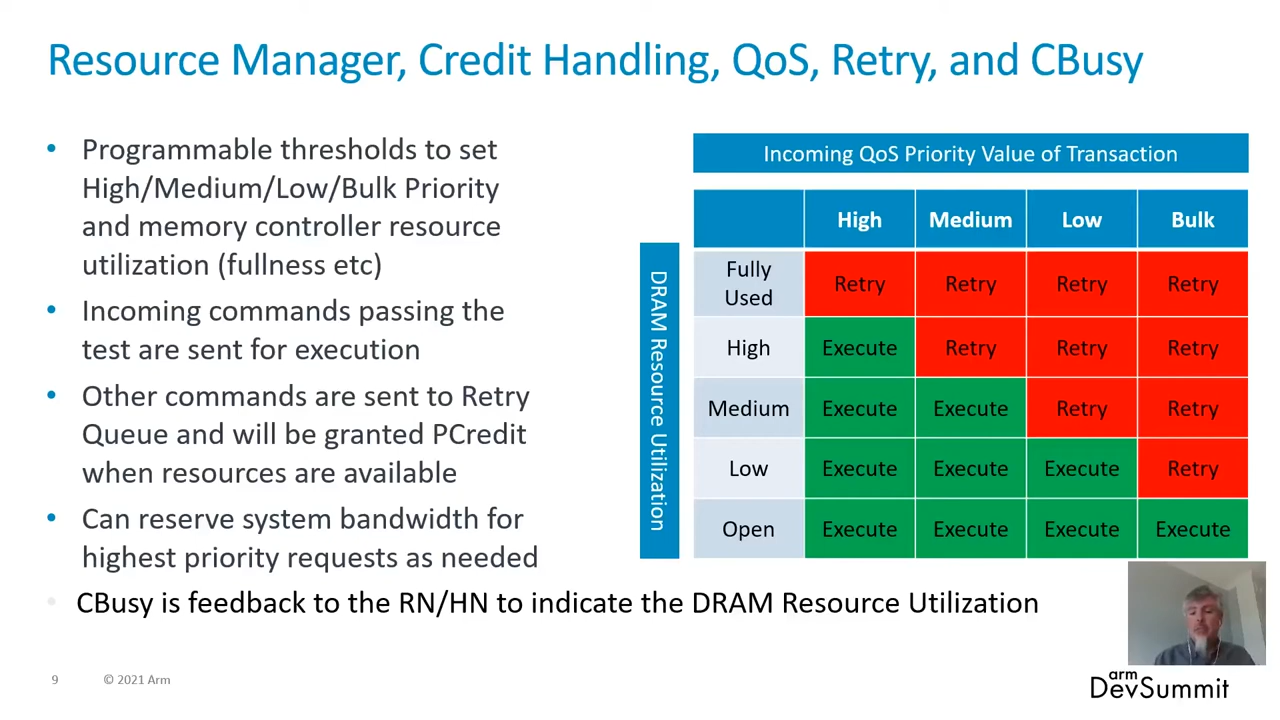 Resource Manager, Credit Handling, QoS, Retry, and CBusy
• Programmable thresholds to set
High/Medium/Low/Bulk Priority
and memory controller resource
utilization (fullness etc)
• Incoming commands passing the
test are sent for execution
• Other commands are sent to Retry
Queue and will be granted PCredit
when resources are available
• Can reserve system bandwidth for
highest priority requests as needed
• CBusy is feedback to the RN/HN to indicate the DRAM Resource Utilization
Incoming QoS Priority Value of Transaction
DRAM Resource Utilization
High Medium Low Bulk
Fully
Used Retry Retry Retry Retry
High Execute Retry Retry Retry
Medium Execute Execute Retry Retry
Low Execute Execute Execute Retry
Open Execute Execute Execute Execute
9 © 2021 Arm
arm
DevSummit